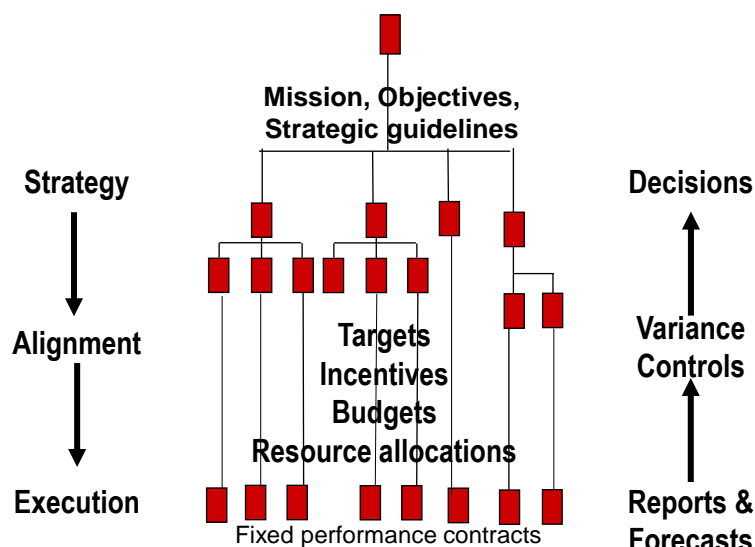 Mission, Objectives,
Strategic guidelines
Strategy
Decisions
Alignment
Targets
Incentives
Budgets
Resource allocations
Variance
Controls
Execution
Fixed performance contracts
Reports &
Forecasts